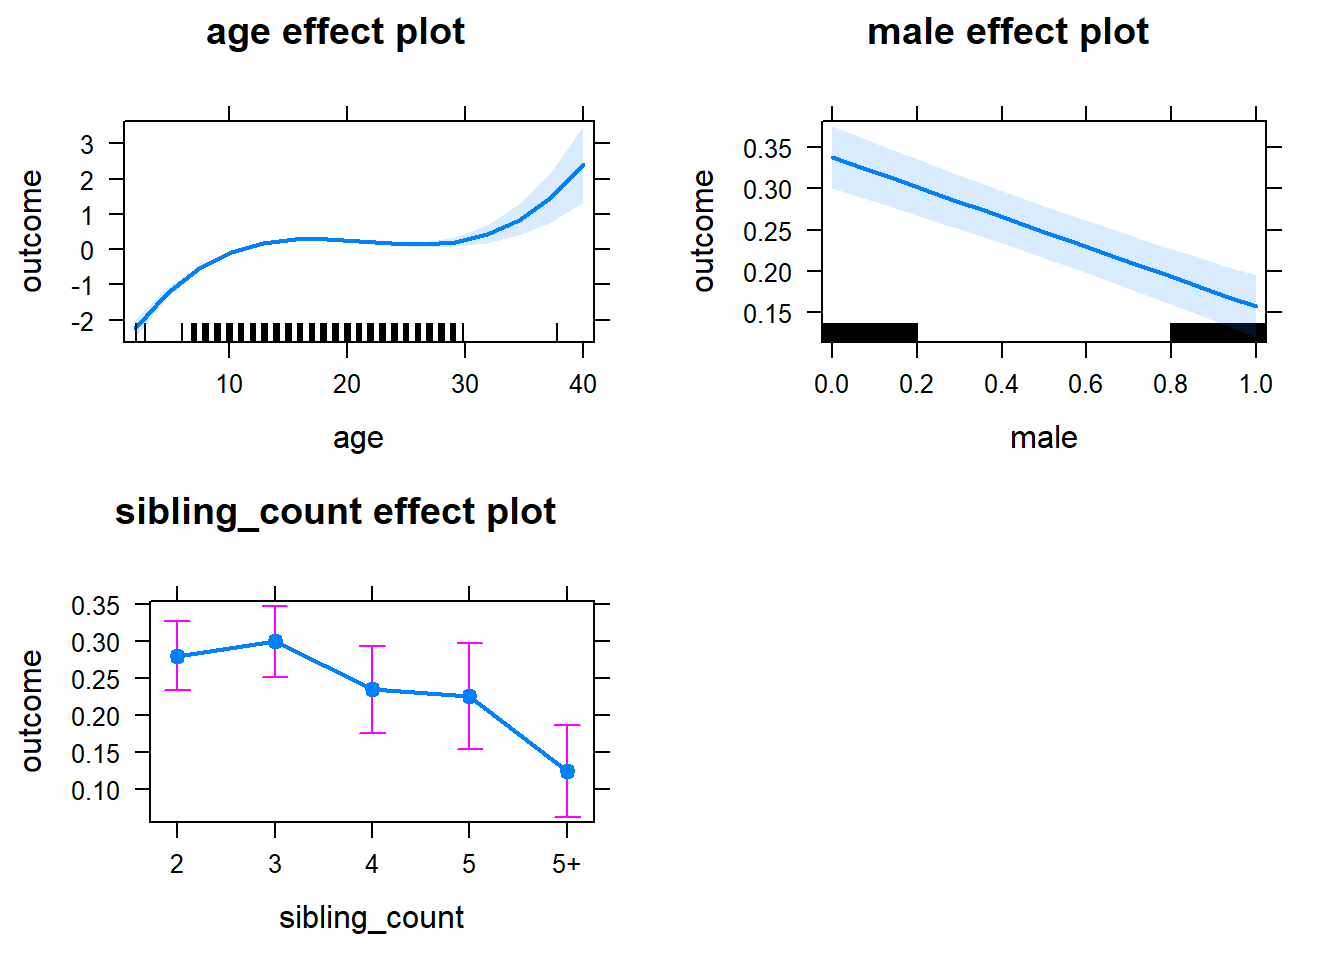 age effect plot
outcome
3
2
1
0
-1
-2
10 20 30 40
age
male effect plot
outcome
0.35
0.30
0.25
0.20
0.15
0.0 0.2 0.4 0.6 0.8 1.0
male
sibling_count effect plot
outcome
0.35
0.30
0.25
0.20
0.15
0.10
2 3 4 5 5+
sibling_count